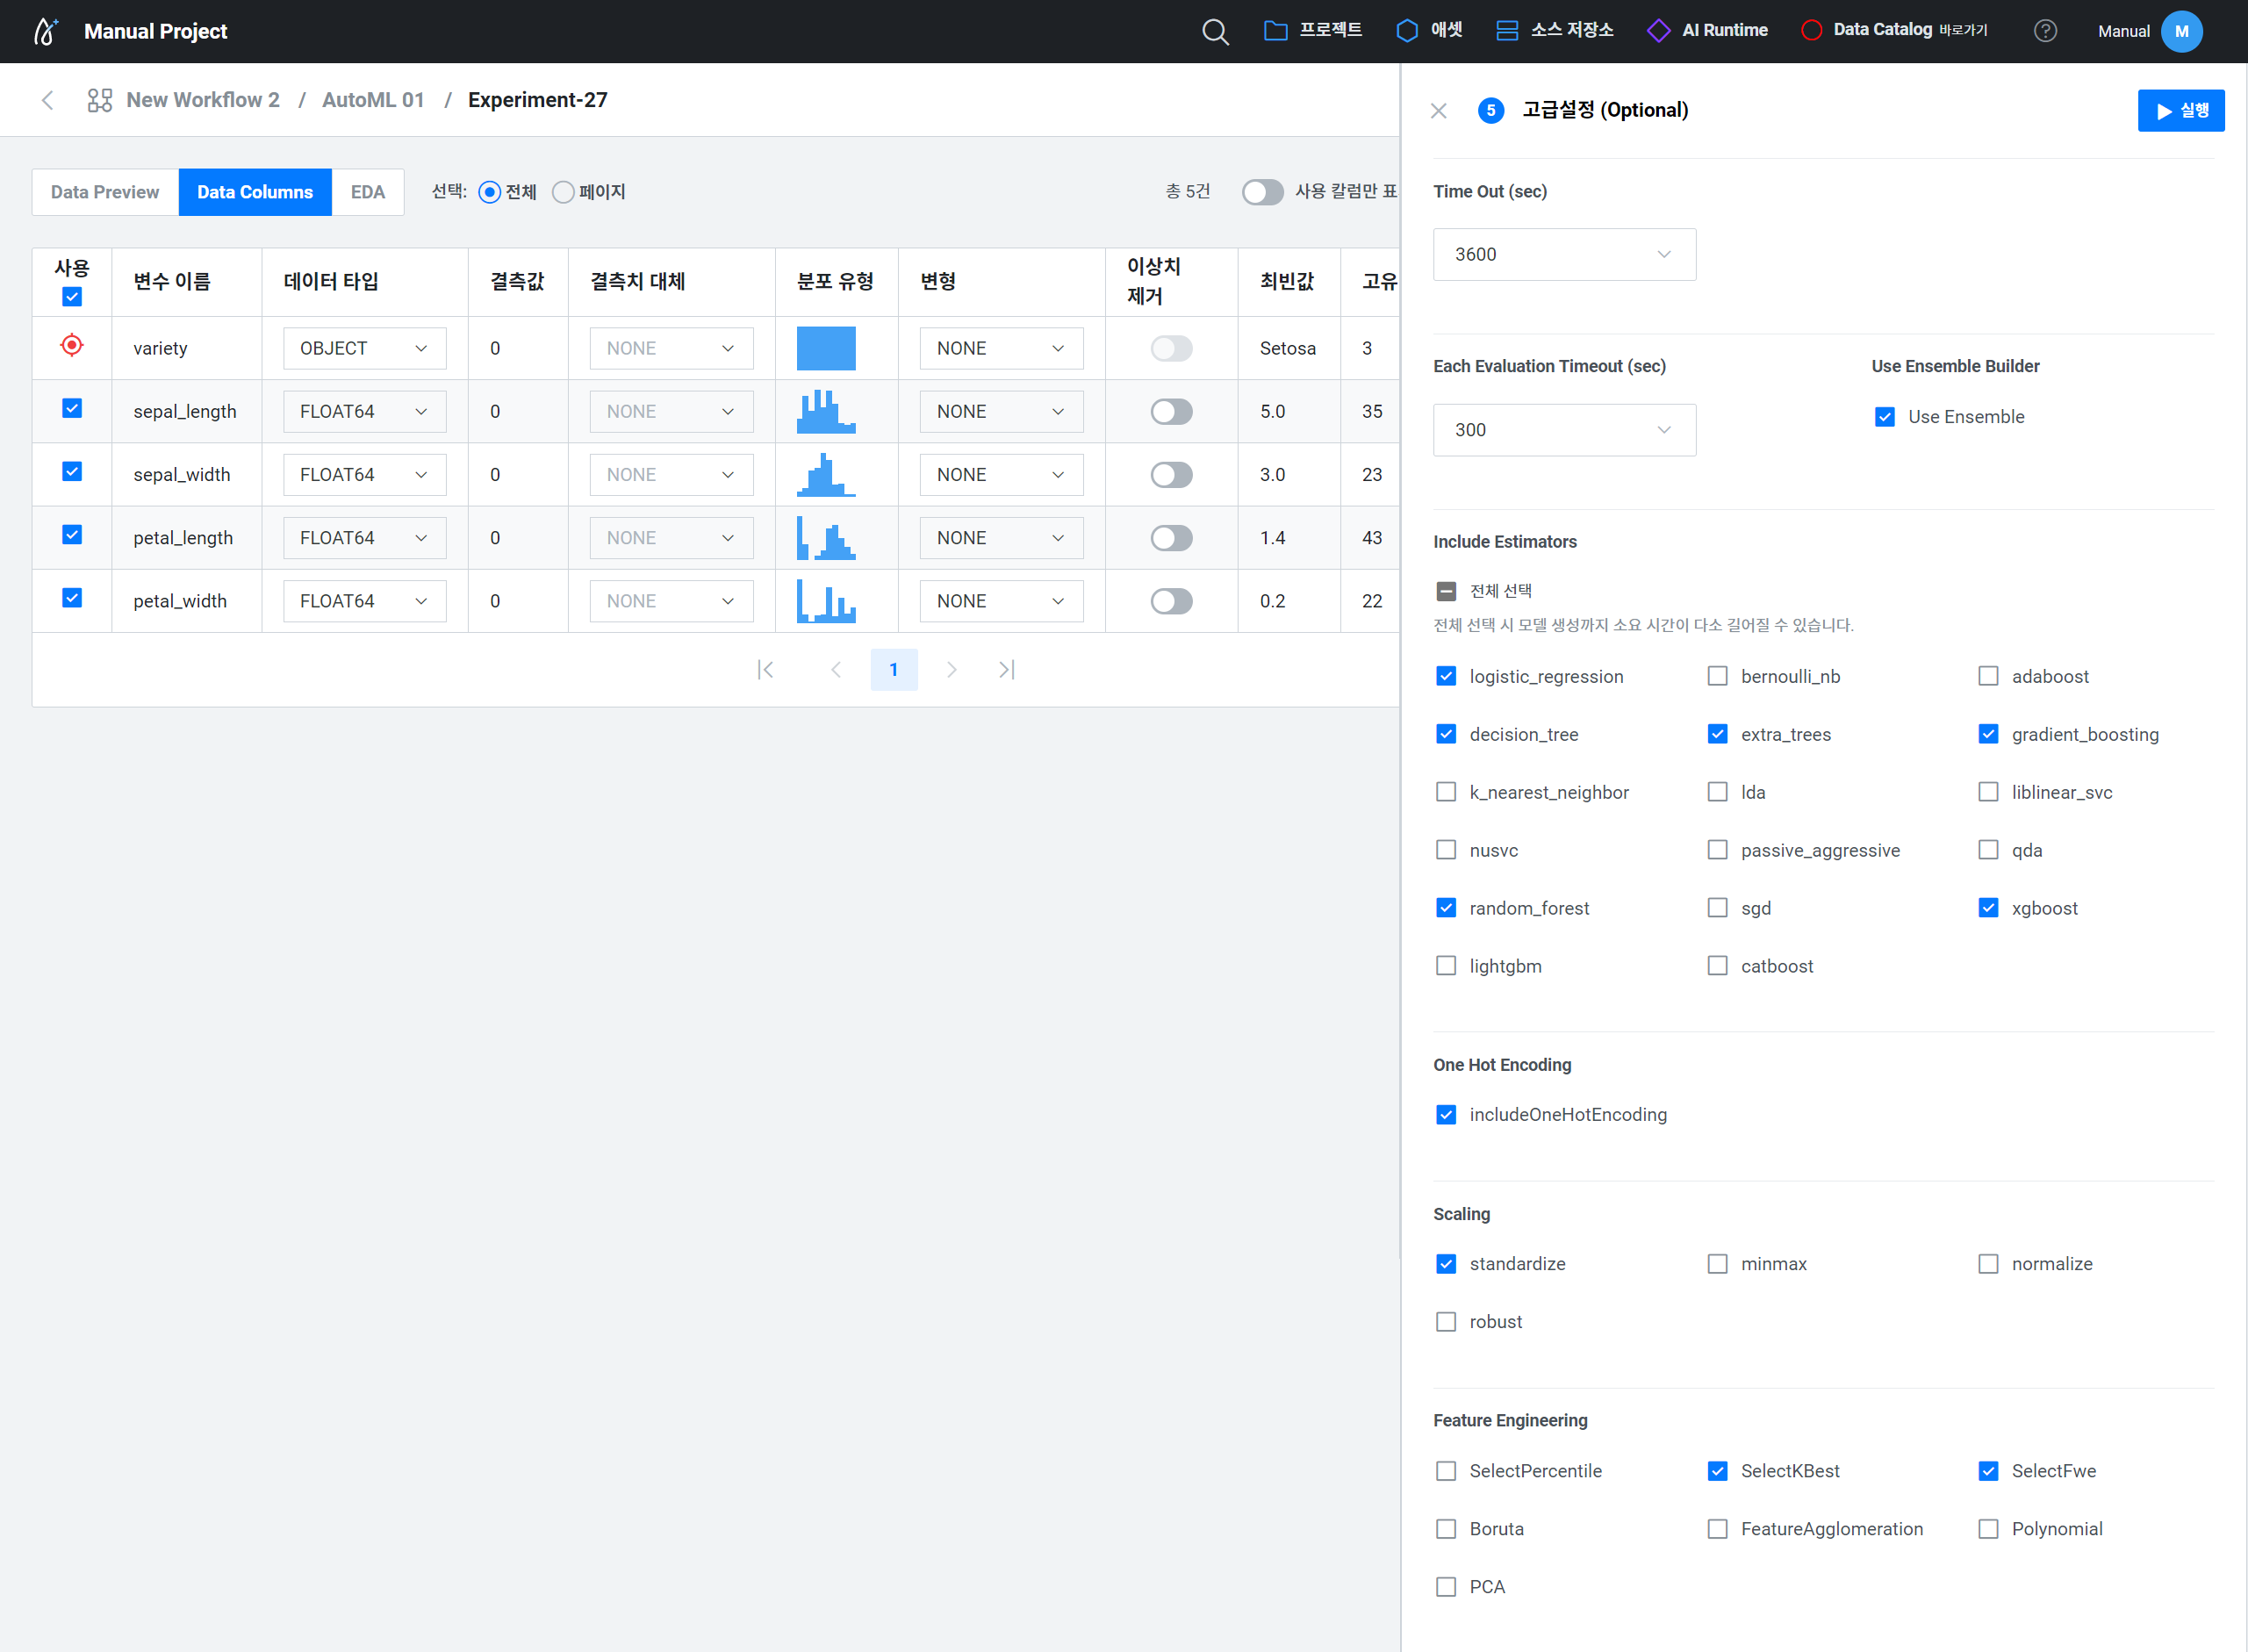 Manual Project
프로젝트
애셋
소스 저장소
AI Runtime
Data Catalog 바로가기
?
Manual
M
New Workflow 2 / AutoML 01 / Experiment-27
Data Preview
Data Columns
EDA
선택:
전체
페이지
총 5건
사용 칼럼만 표
사용
변수 이름
데이터 타입
결측값
결측치 대체
분포 유형
변형
이상치 제거
최빈값
고유
variety OBJECT 0 NONE NONE Setosa 3
sepal_length FLOAT64 0 NONE NONE 5.0 35
sepal_width FLOAT64 0 NONE NONE 3.0 23
petal_length FLOAT64 0 NONE NONE 1.4 43
petal_width FLOAT64 0 NONE NONE 0.2 22
1
5 고급설정 (Optional)
실행
Time Out (sec)
3600
Each Evaluation Timeout (sec)
300
Use Ensemble Builder
Use Ensemble
Include Estimators
전체 선택
전체 선택 시 모델 생성까지 소요 시간이 다소 길어질 수 있습니다.
logistic_regression bernoulli_nb adaboost
decision_tree extra_trees gradient_boosting
k_nearest_neighbor lda liblinear_svc
nusvc passive_aggressive qda
random_forest sgd xgboost
lightgbm catboost
One Hot Encoding
includeOneHotEncoding
Scaling
standardize minmax normalize
robust
Feature Engineering
SelectPercentile SelectKBest SelectFwe
Boruta FeatureAgglomeration Polynomial
PCA